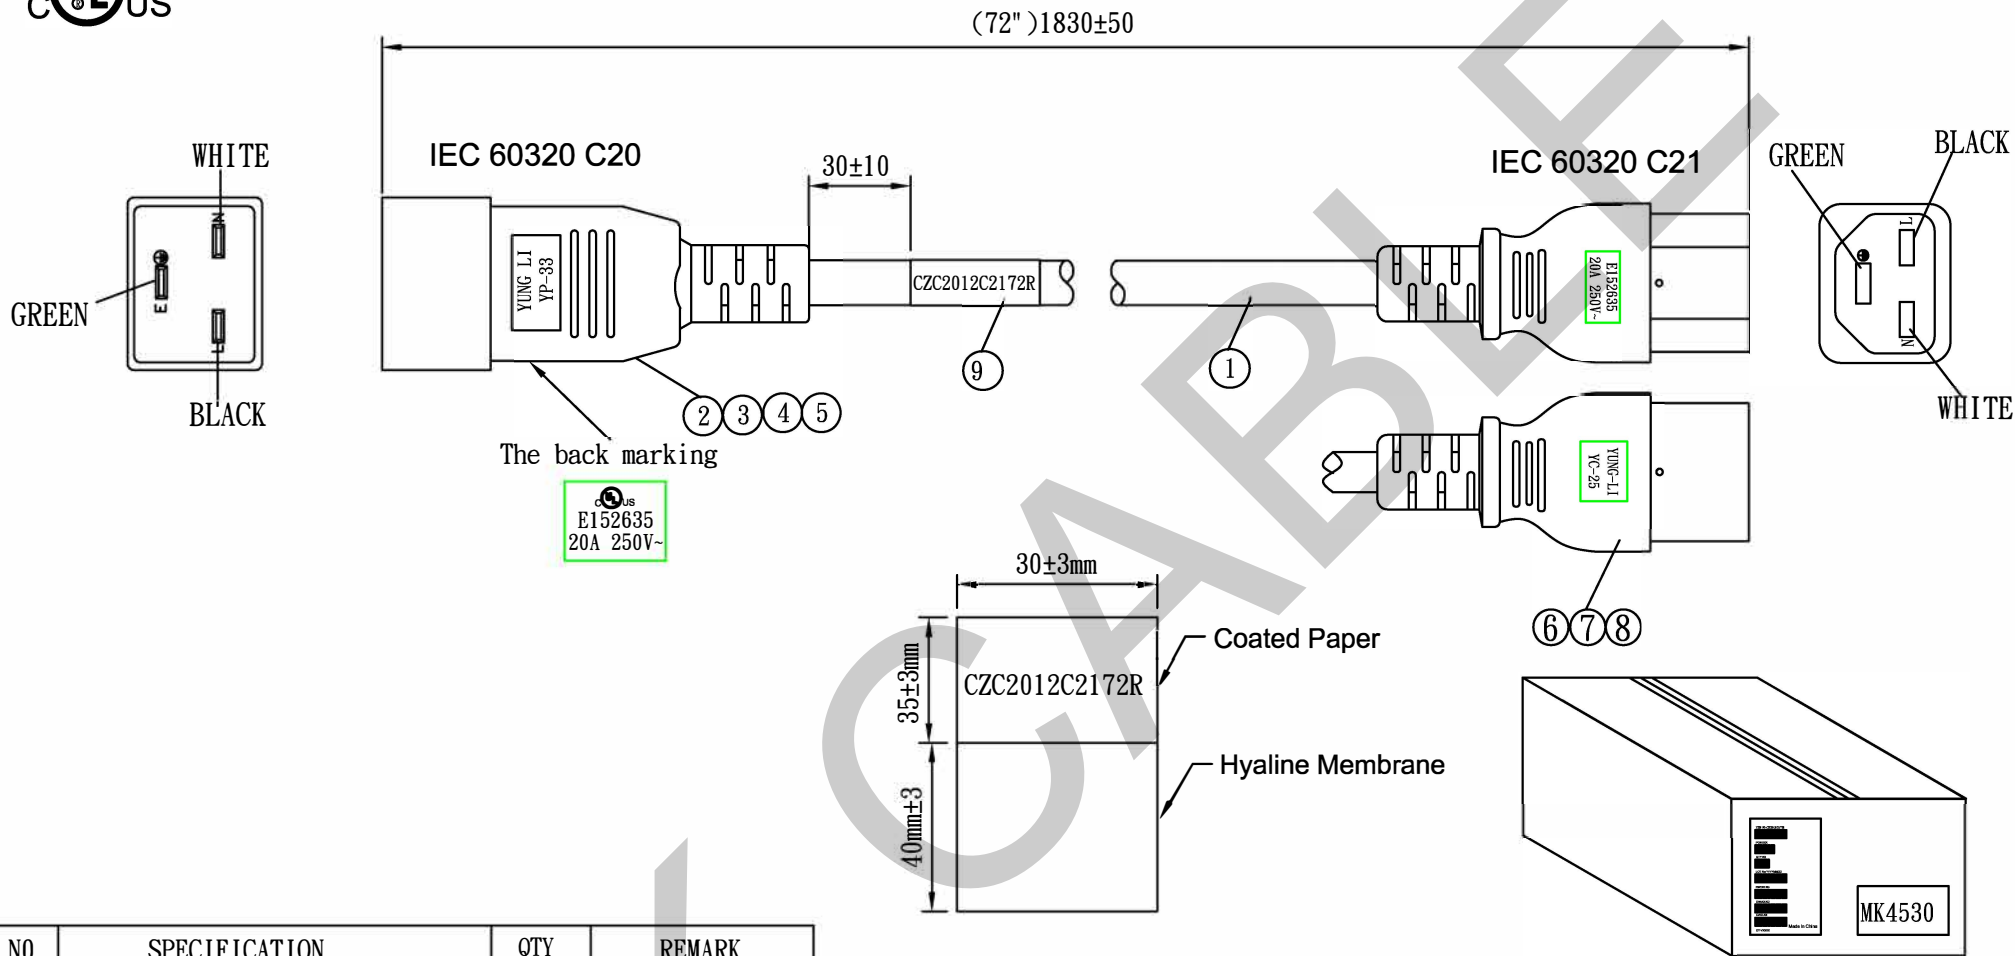 C UL ® US
(72")1830±50
IEC 60320 C20
IEC 60320 C21
30±10
WHITE
GREEN
BLACK
N
E
L
YUNG LI
YP-33
CZC2012C2172R
E152635
20A 250V~
GREEN
BLACK
WHITE
L
N
9
1
2 3 4 5
The back marking
C UL US
E152635
20A 250V~
YUNG-LI
YC-25
6 7 8
30±3mm
35±3mm
40mm±3
CZC2012C2172R
Coated Paper
Hyaline Membrane
Made In China
MK4530
NO SPECIFICATION QTY REMARK
CABLE